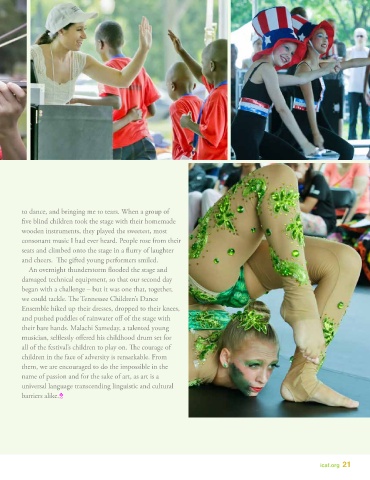 to dance, and bringing me to tears. When a group of
five blind children took the stage with their homemade
wooden instruments, they played the sweetest, most
consonant music I had ever heard. People rose from their
seats and climbed onto the stage in a flurry of laughter
and cheers. The gifted young performers smiled.
An overnight thunderstorm flooded the stage and
damaged technical equipment, so that our second day
began with a challenge – but it was one that, together,
we could tackle. The Tennessee Children's Dance
Ensemble hiked up their dresses, dropped to their knees,
and pushed puddles of rainwater off of the stage with
their bare hands. Malachi Samedy, a talented young
musician, selflessly offered his childhood drum set for
all of the festival's children to play on. The courage of
children in the face of adversity is remarkable. From
them, we are encouraged to do the impossible in the
name of passion and for the sake of art, as art is a
universal language transcending linguistic and cultural
barriers alike.
icaf.org 21